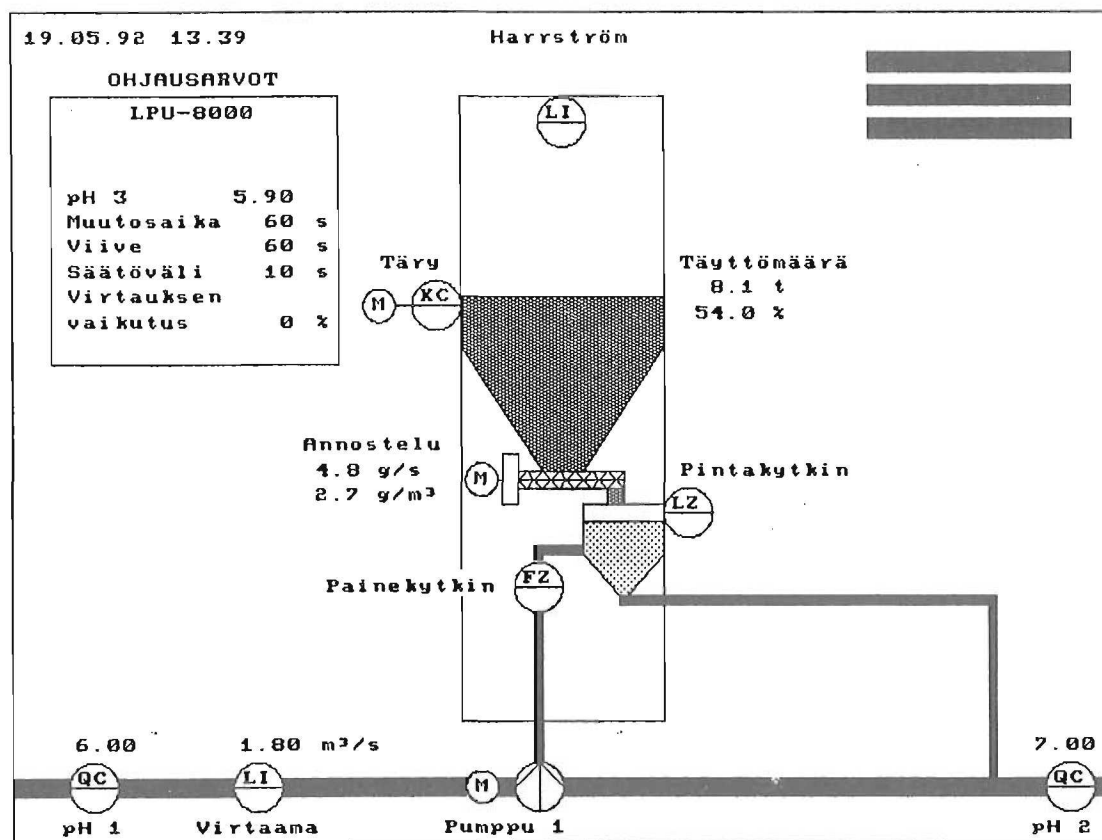 19.05.92 13.39
Harrström
OHJAUSARVOT
LPU-8000
pH 3 5.90
Muutosaika 60 s
Viive 60 s
Säätöväli 10 s
Virtauksen
vaikutus 0 %
LI
Täry
KC
M
Täyttömäärä
8.1 t
54.0 %
Annostelu
4.8 g/s
2.7 g/m³
M
Pintakytkin
LZ
Painekytkin
FZ
6.00
1.80 m³/s
7.00
QC
LI
M
QC
pH 1
Virtaama
Pumppu 1
pH 2